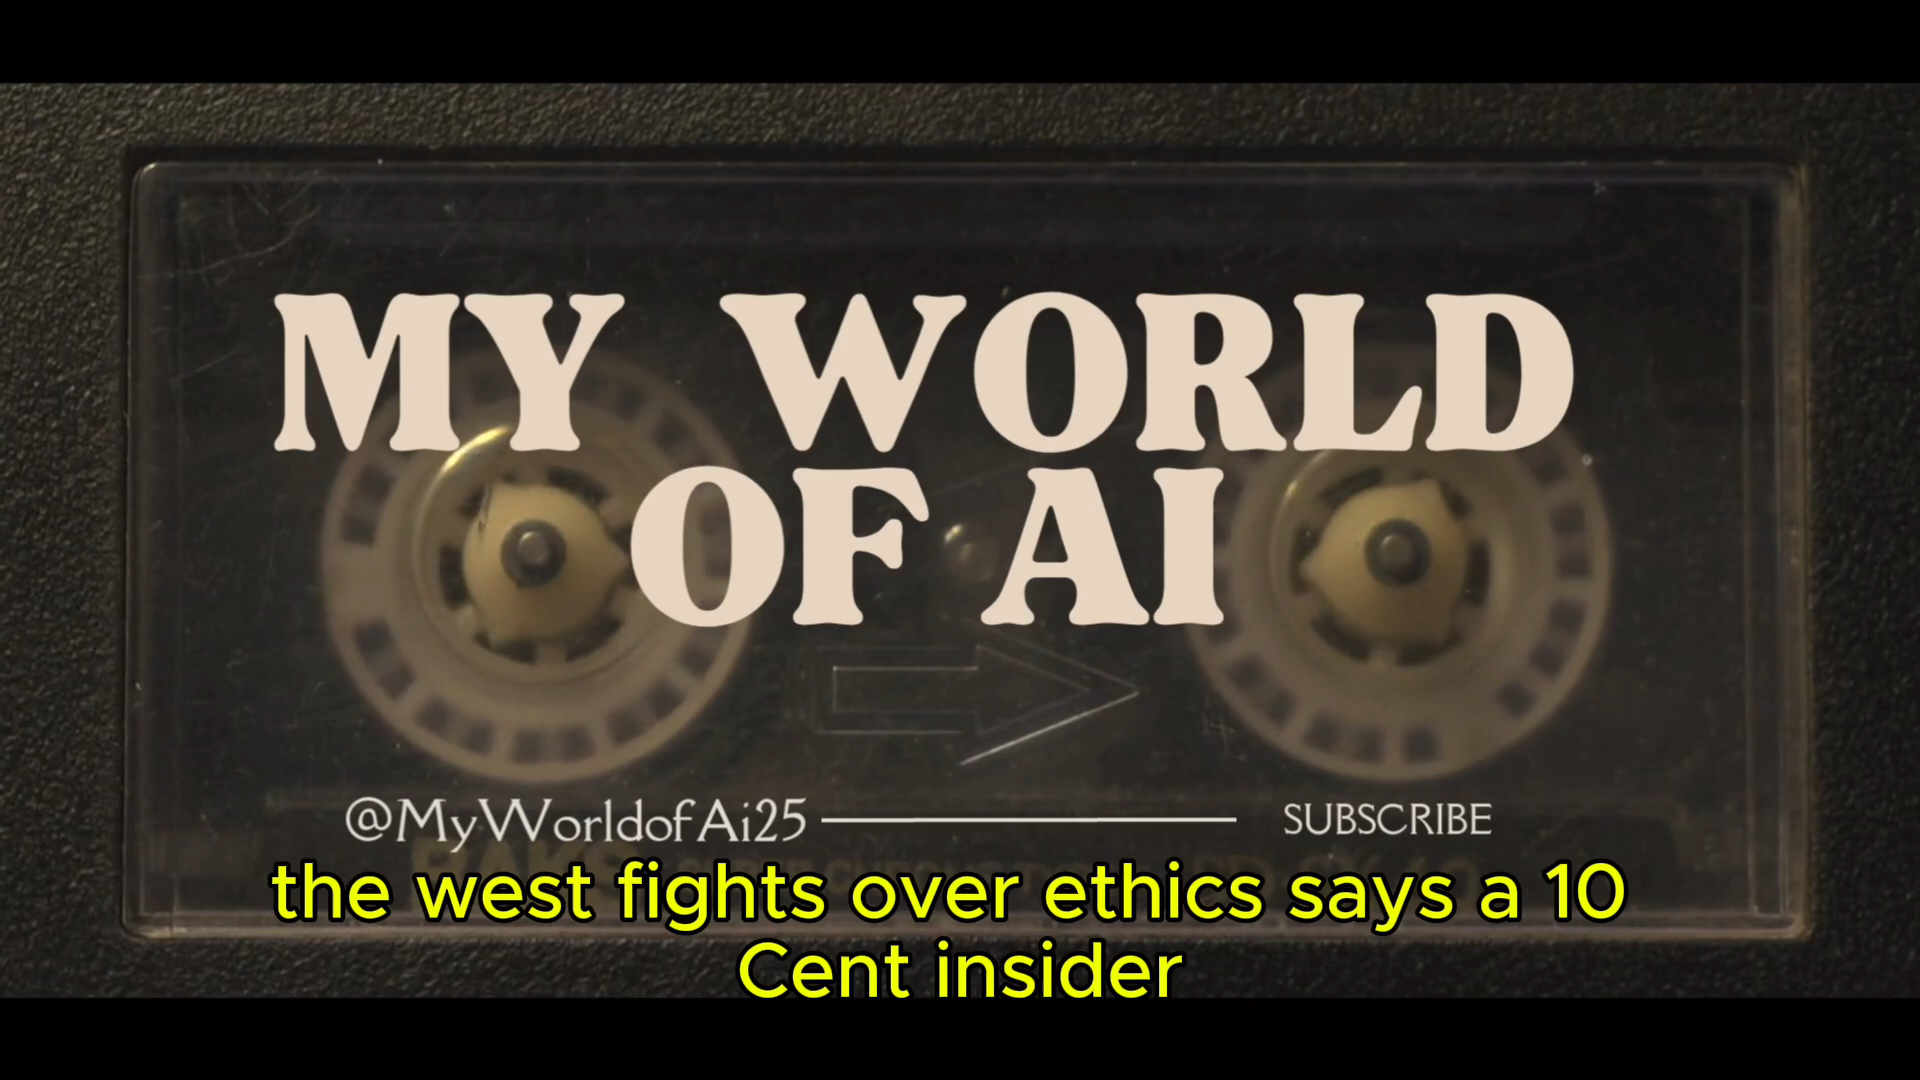 MY WORLD
OF AI
@MyWorldofAi25
SUBSCRIBE
the west fights over ethics says a 10
Cent insider